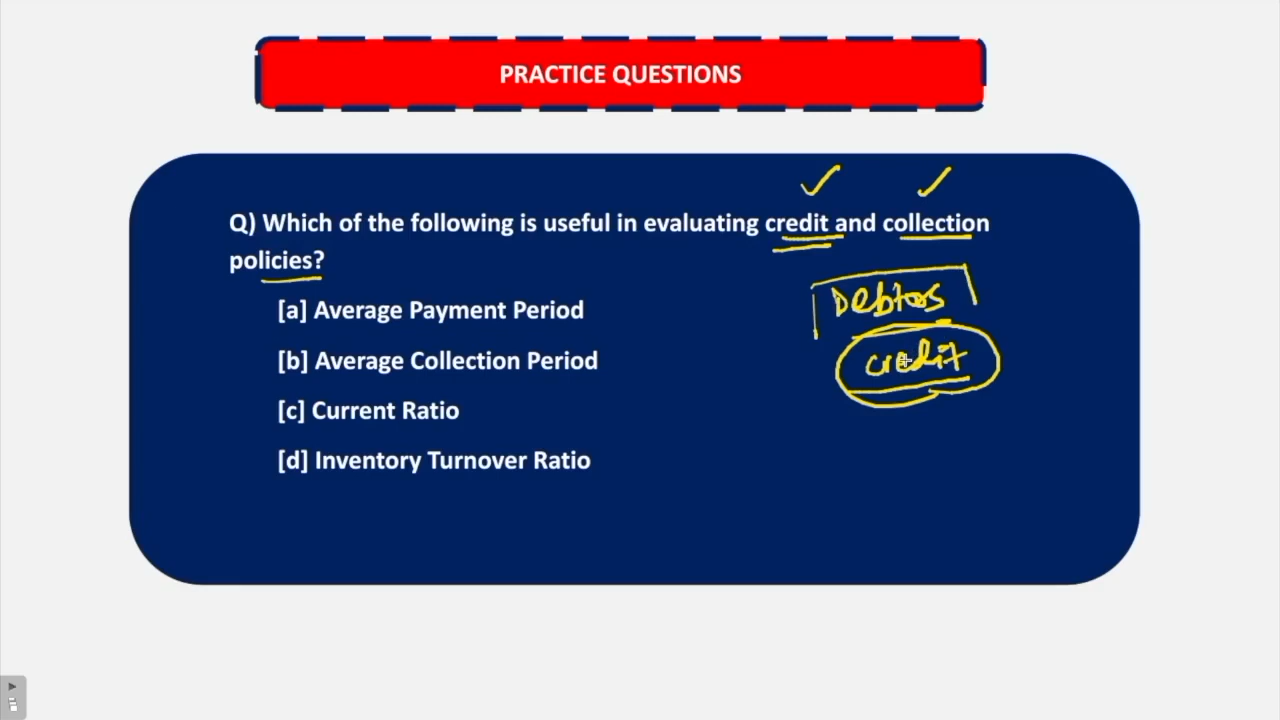 PRACTICE QUESTIONS
Q) Which of the following is useful in evaluating credit and collection
policies?
[a] Average Payment Period
[b] Average Collection Period
[c] Current Ratio
[d] Inventory Turnover Ratio
Debtos
credit